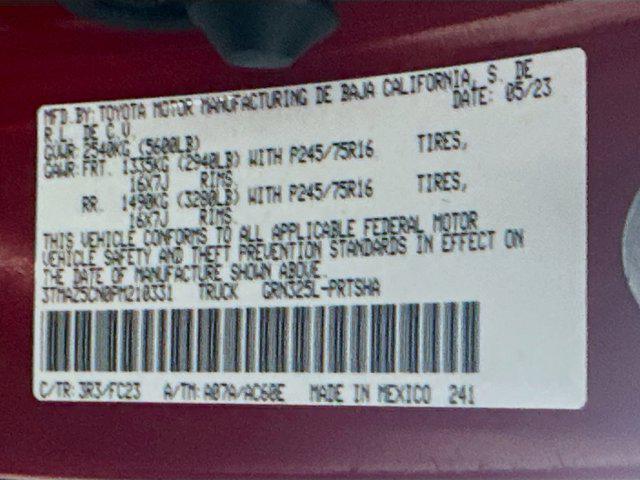 MFD.BY:TOYOTA MOTOR MANUFACTURING DE BAJA CALIFORNIA, S. DE
R.L. DE C.V. DATE: 05/23
GVWR: 2540KG (5600LB)
GAWR:FRT. 1335KG (2940LB) WITH P245/75R16 TIRES,
16X7J RIMS.
RR. 1490KG (3280LB) WITH P245/75R16 TIRES,
16X7J RIMS.
THIS VEHICLE CONFORMS TO ALL APPLICABLE FEDERAL MOTOR
VEHICLE SAFETY AND THEFT PREVENTION STANDARDS IN EFFECT ON
THE DATE OF MANUFACTURE SHOWN ABOVE.
3TMAZ5CN0PM210331 TRUCK GRN325L-PRTSHA
C/TR:3R3/FC23 A/TM:A07A/AC60E MADE IN MEXICO 241